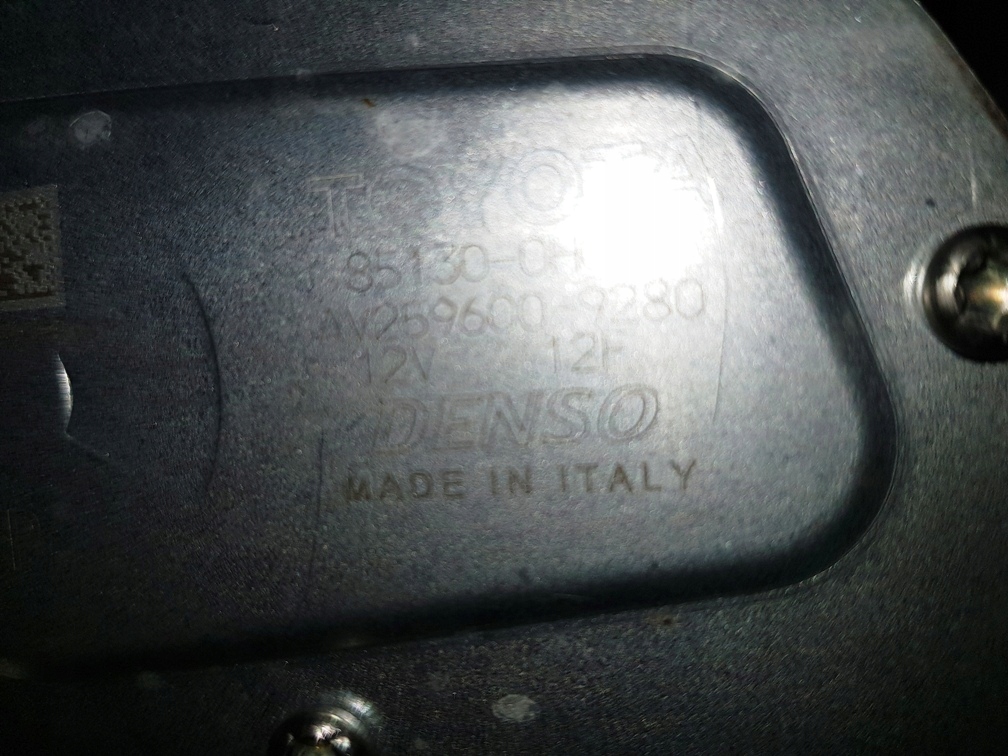 TOYOTA
85130-0H
AV259600-9280
12V 12F
DENSO
MADE IN ITALY